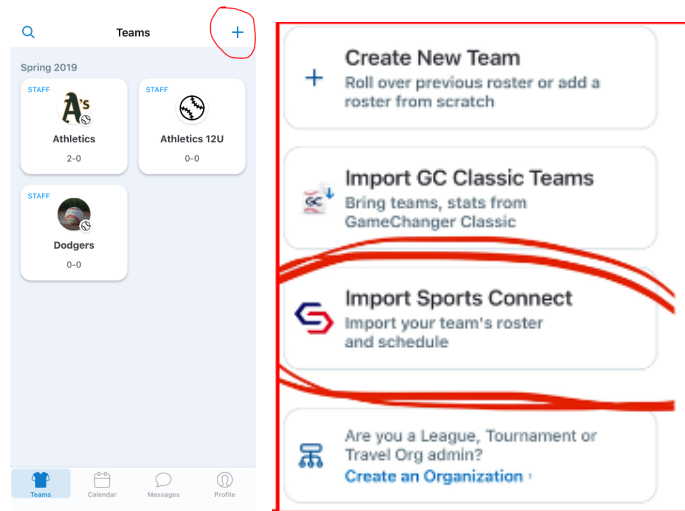 Teams
Spring 2019
STAFF
STAFF
A's
Athletics
Athletics 12U
2-0
0-0
STAFF
Dodgers
0-0
Teams
Calendar
Messages
Profile
Create New Team
Roll over previous roster or add a
roster from scratch
GC
Import GC Classic Teams
Bring teams, stats from
GameChanger Classic
Import Sports Connect
Import your team's roster
and schedule
Are you a League, Tournament or
Travel Org admin?
Create an Organization ›